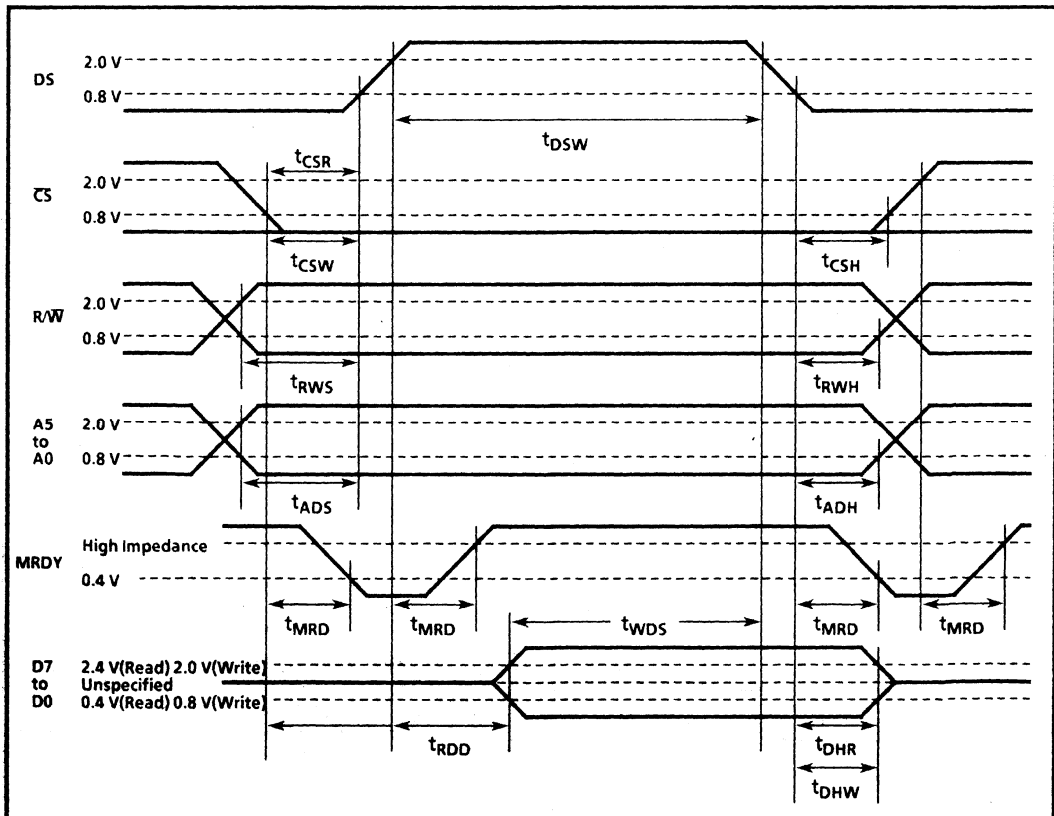 DS
2.0 V
0.8 V
tDSW
tCSR
CS
2.0 V
0.8 V
tCSW
tCSH
R/W
2.0 V
0.8 V
tRWS
tRWH
A5
to
A0
2.0 V
0.8 V
tADS
tADH
MRDY
High Impedance
0.4 V
tMRD
tMRD
tWDS
tMRD
tMRD
D7
to
D0
2.4 V(Read) 2.0 V(Write)
Unspecified
0.4 V(Read) 0.8 V(Write)
tRDD
tDHR
tDHW